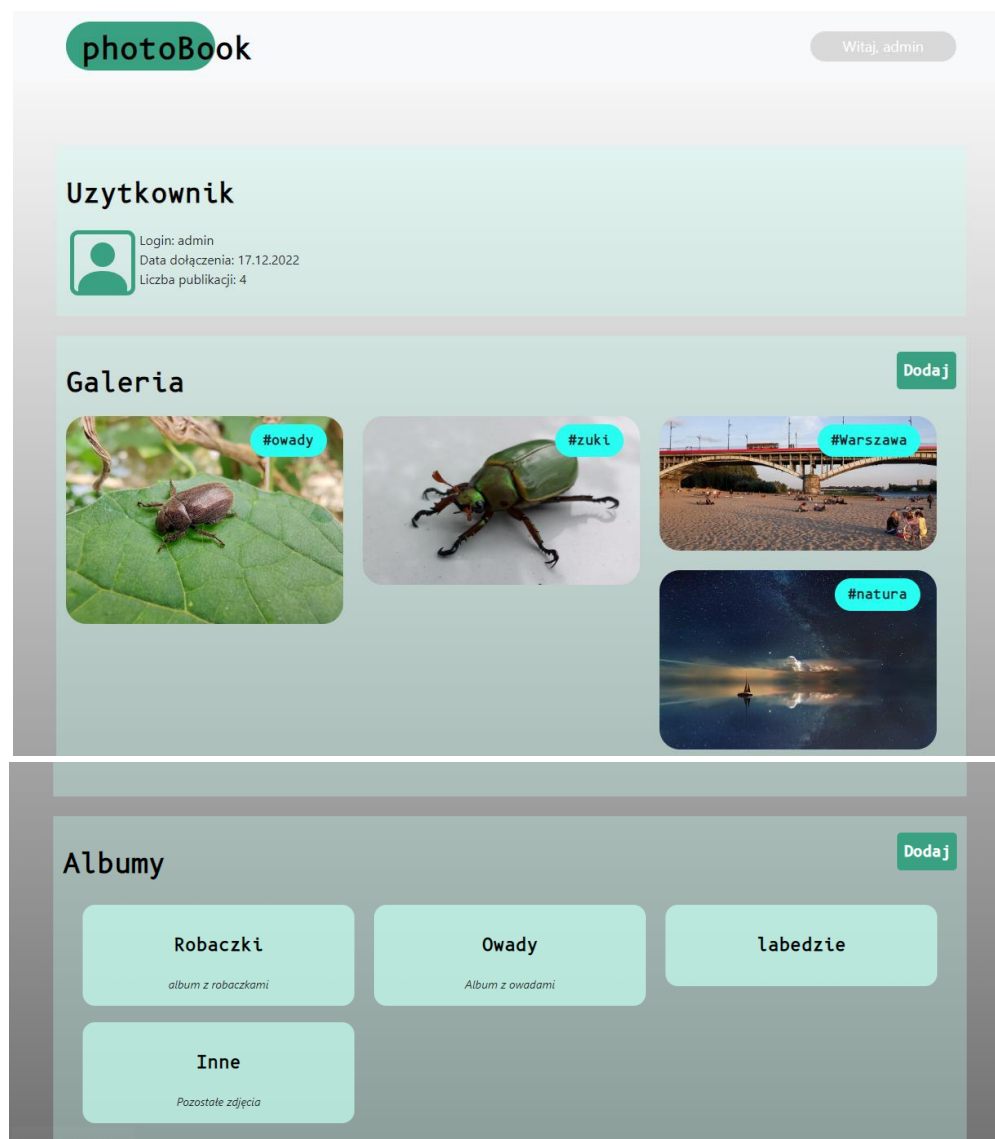 photoBook
Witaj, admin
Uzytkownik
Login: admin
Data dołączenia: 17.12.2022
Liczba publikacji: 4
Galeria
Dodaj
#owady
#zuki
#Warszawa
#natura
Albumy
Dodaj
Robaczki
album z robaczkami
Owady
Album z owadami
labedzie
Inne
Pozostałe zdjęcia